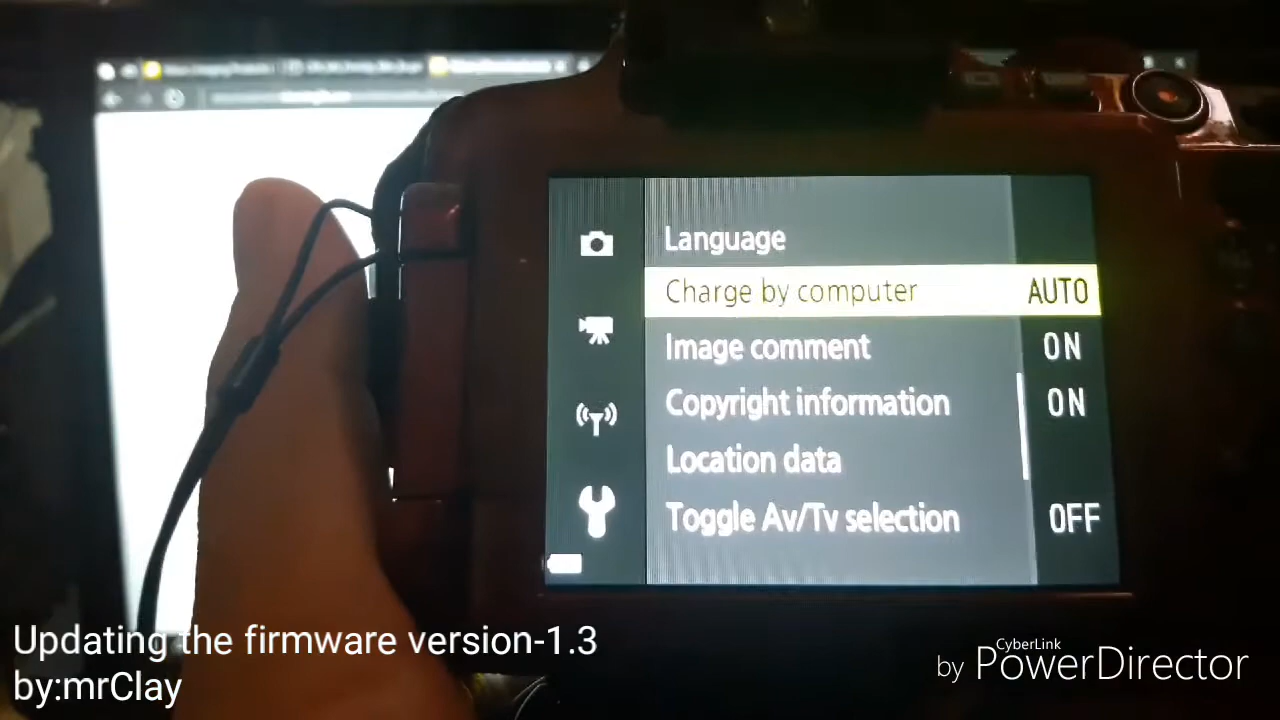 Language
Charge by computer AUTO
Image comment ON
Copyright information ON
Location data
Toggle Av/Tv selection OFF
Updating the firmware version-1.3
by:mrClay
CyberLink
by PowerDirector